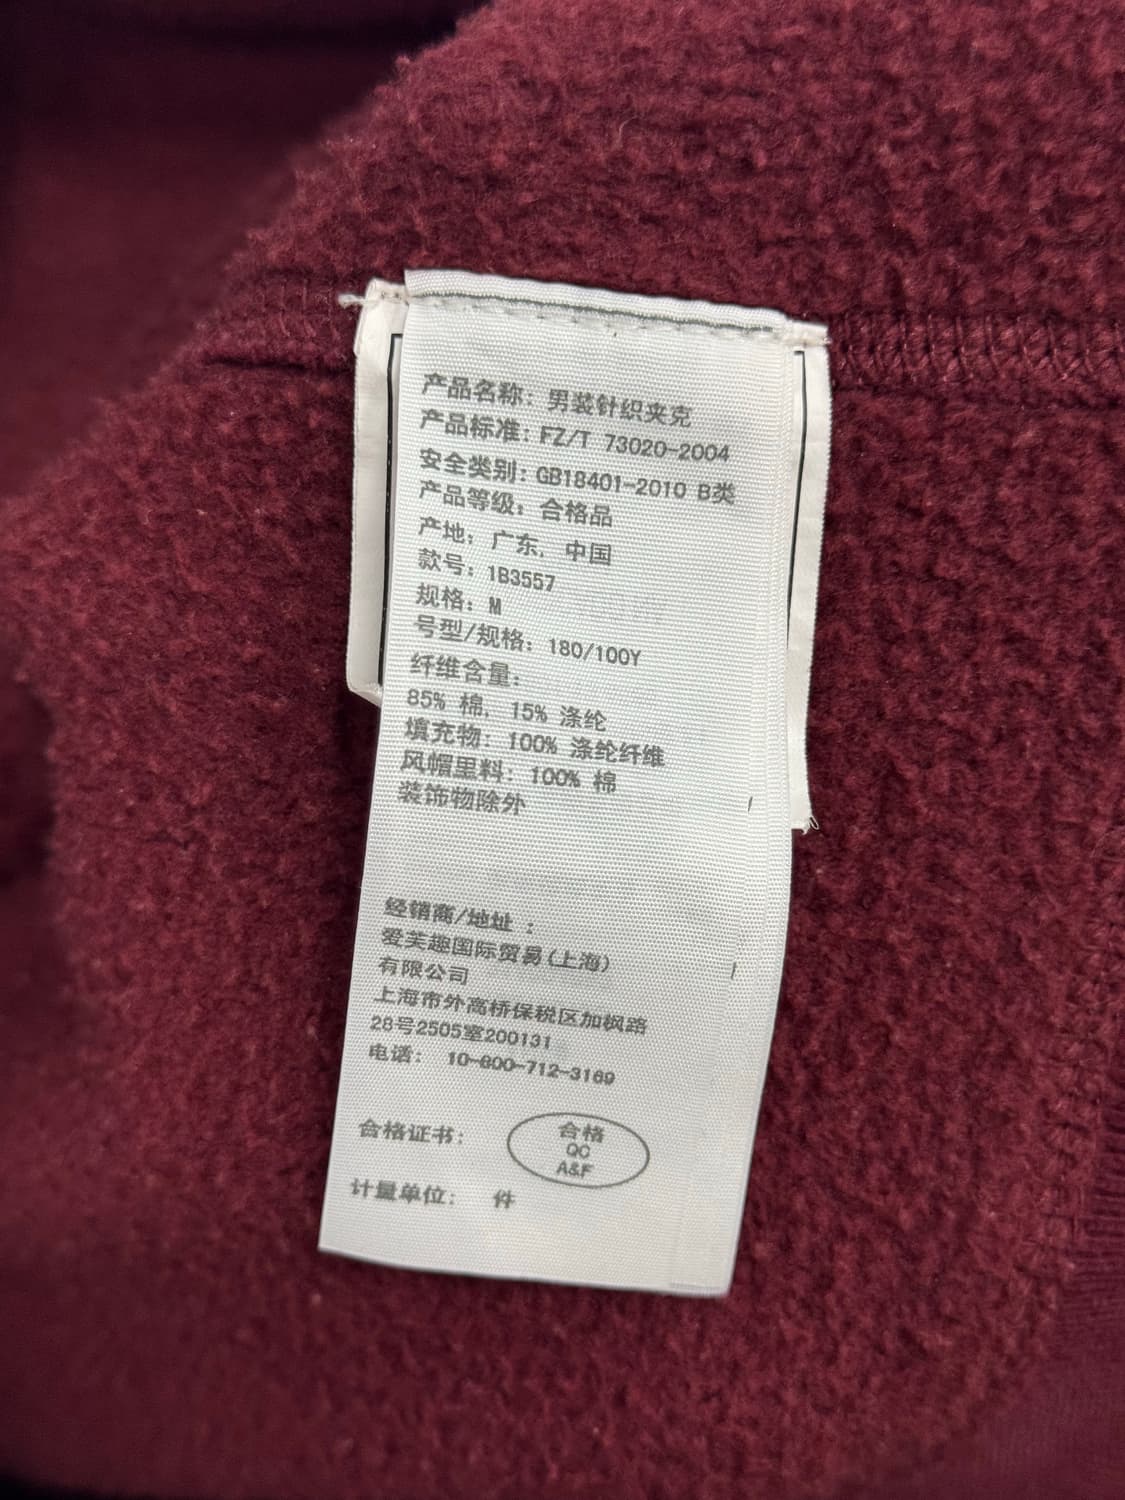 产品名称: 男装针织夹克
产品标准: FZ/T 73020-2004
安全类别: GB18401-2010 B类
产品等级: 合格品
产地: 广东, 中国
款号: 1B3557
规格: M
号型/规格: 180/100Y
纤维含量:
85% 棉, 15% 涤纶
填充物: 100% 涤纶纤维
风帽里料: 100% 棉
装饰物除外
经销商/地址 :
爱芙趣国际贸易(上海)
有限公司
上海市外高桥保税区加枫路
28号2505室200131
电话: 10-800-712-3169
合格证书:
合格
QC
A&F
计量单位: 件